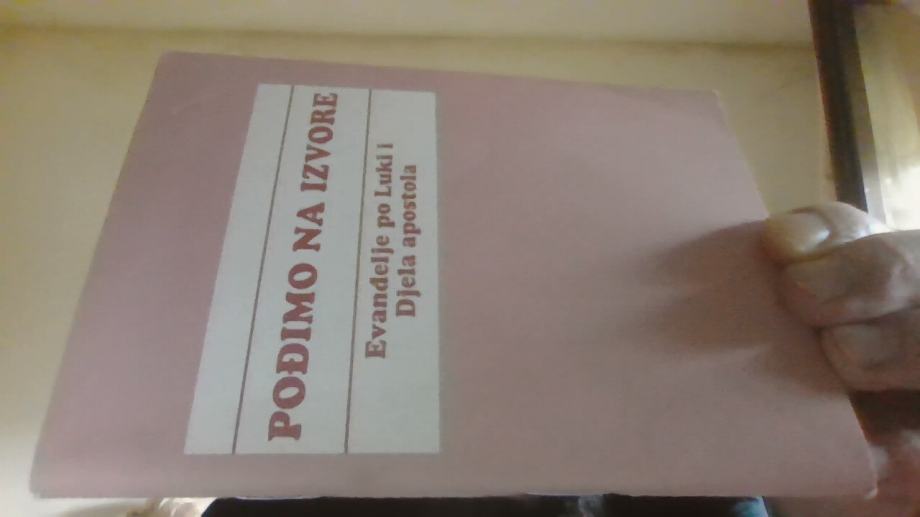 POĐIMO NA IZVORE
Evanđelje po Luki i
Djela apostola